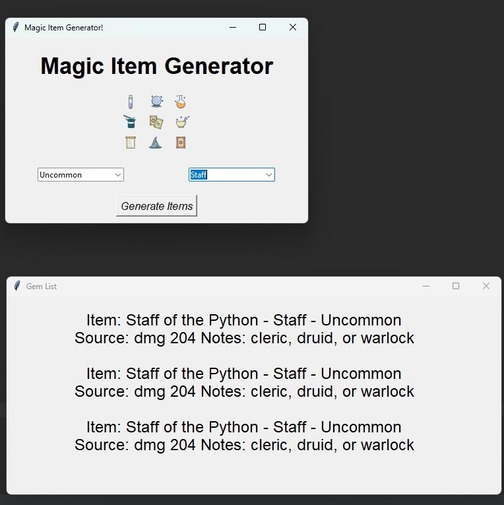 Magic Item Generator!
Magic Item Generator
Uncommon
Staff
Generate Items
Gem List
Item: Staff of the Python - Staff - Uncommon
Source: dmg 204 Notes: cleric, druid, or warlock
Item: Staff of the Python - Staff - Uncommon
Source: dmg 204 Notes: cleric, druid, or warlock
Item: Staff of the Python - Staff - Uncommon
Source: dmg 204 Notes: cleric, druid, or warlock